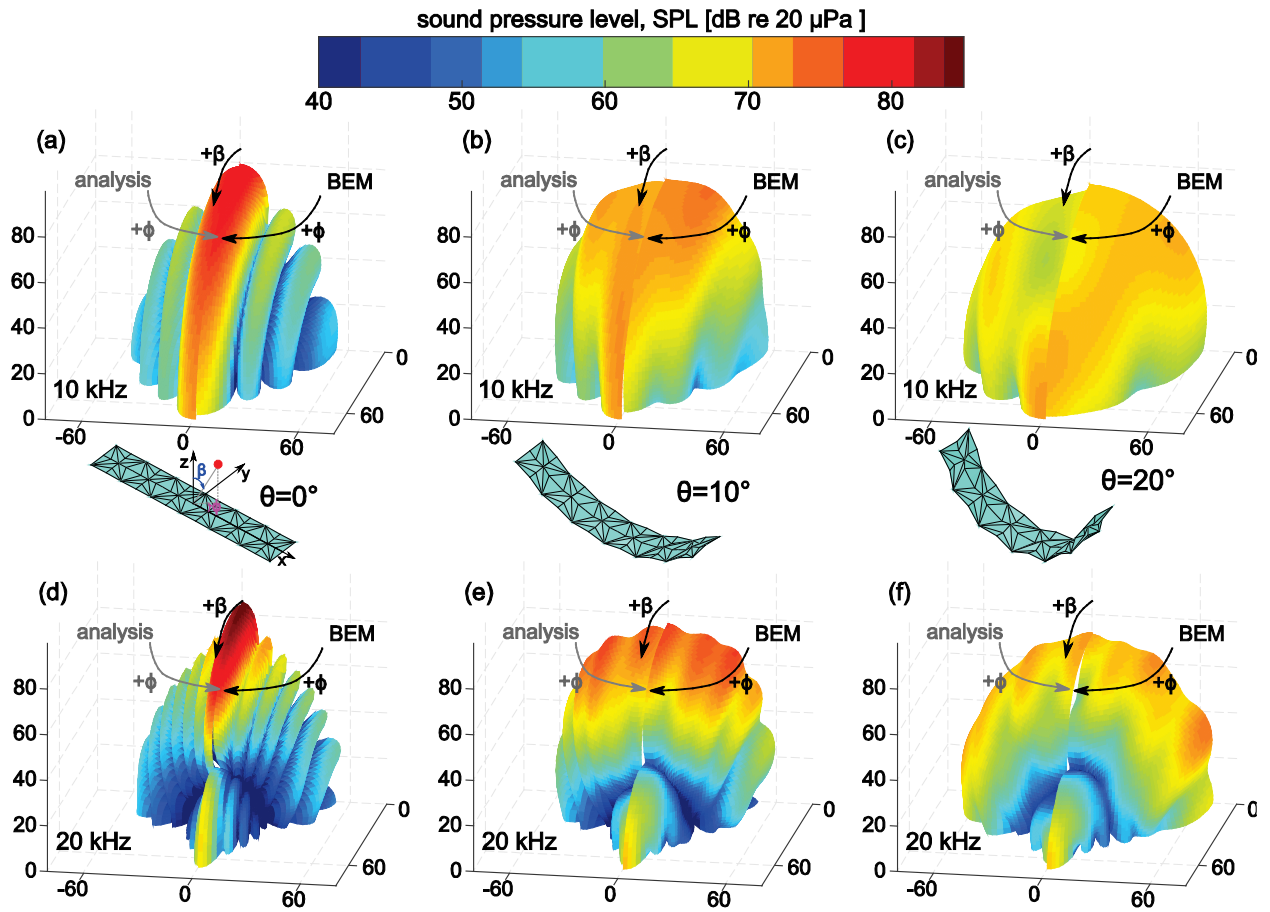 sound pressure level, SPL [dB re 20 µPa ]
40 50 60 70 80
(a) +β analysis BEM +ϕ +ϕ
80 60 40 20 0
10 kHz
-60 0 60 60 0
(b) +β analysis BEM +ϕ +ϕ
80 60 40 20 0
10 kHz
-60 0 60 60 0
(c) +β analysis BEM +ϕ +ϕ
80 60 40 20 0
10 kHz
-60 0 60 60 0
z β y x θ=0°
θ=10°
θ=20°
(d) +β analysis BEM +ϕ +ϕ
80 60 40 20 0
20 kHz
-60 0 60 60 0
(e) +β analysis BEM +ϕ +ϕ
80 60 40 20 0
20 kHz
-60 0 60 60 0
(f) +β analysis BEM +ϕ +ϕ
80 60 40 20 0
20 kHz
-60 0 60 60 0